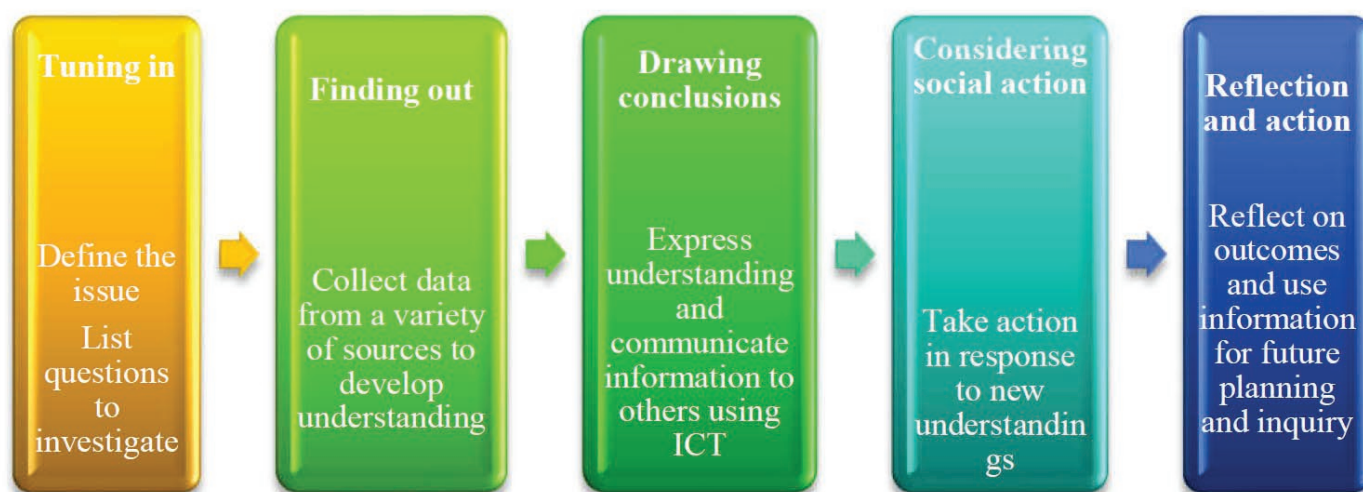 Tuning in
Define the
issue
List
questions
to
investigate
Finding out
Collect data
from a variety
of sources to
develop
understanding
Drawing
conclusions
Express
understanding
and
communicate
information to
others using
ICT
Considering
social action
Take action
in response
to new
understandin
gs
Reflection
and action
Reflect on
outcomes
and use
information
for future
planning
and inquiry